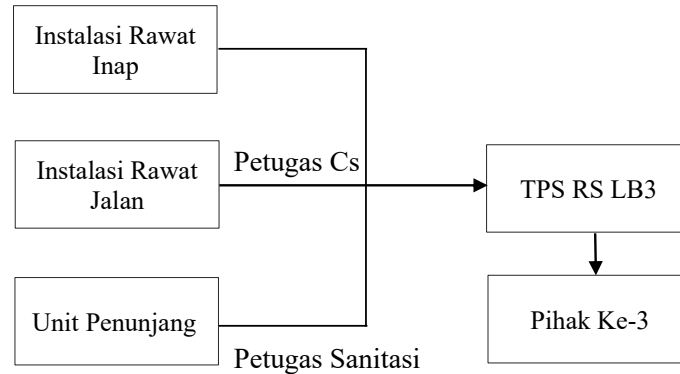 Instalasi Rawat
Inap
Instalasi Rawat
Jalan
Petugas Cs
TPS RS LB3
Unit Penunjang
Pihak Ke-3
Petugas Sanitasi